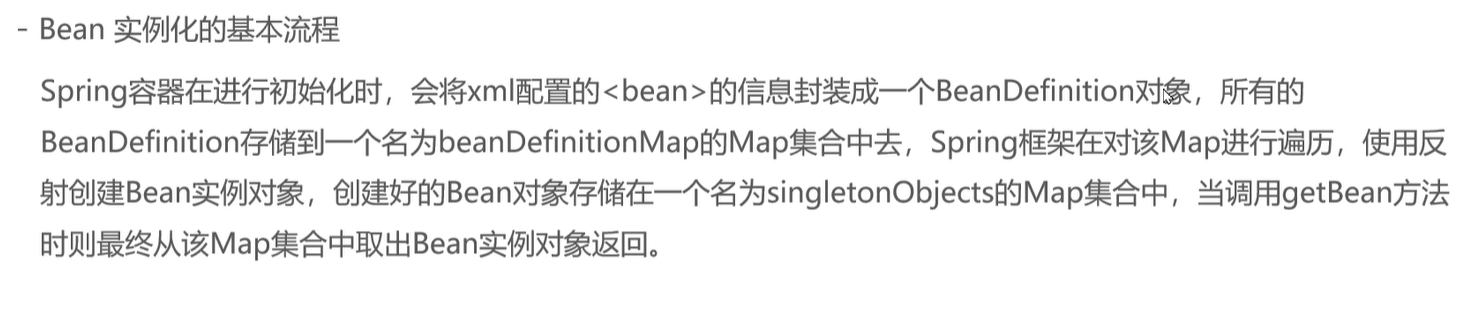 - Bean 实例化的基本流程
Spring容器在进行初始化时，会将xml配置的<bean>的信息封装成一个BeanDefinition对象，所有的
BeanDefinition存储到一个名为beanDefinitionMap的Map集合中去，Spring框架在对该Map进行遍历，使用反
射创建Bean实例对象，创建好的Bean对象存储在一个名为singletonObjects的Map集合中，当调用getBean方法
时则最终从该Map集合中取出Bean实例对象返回。